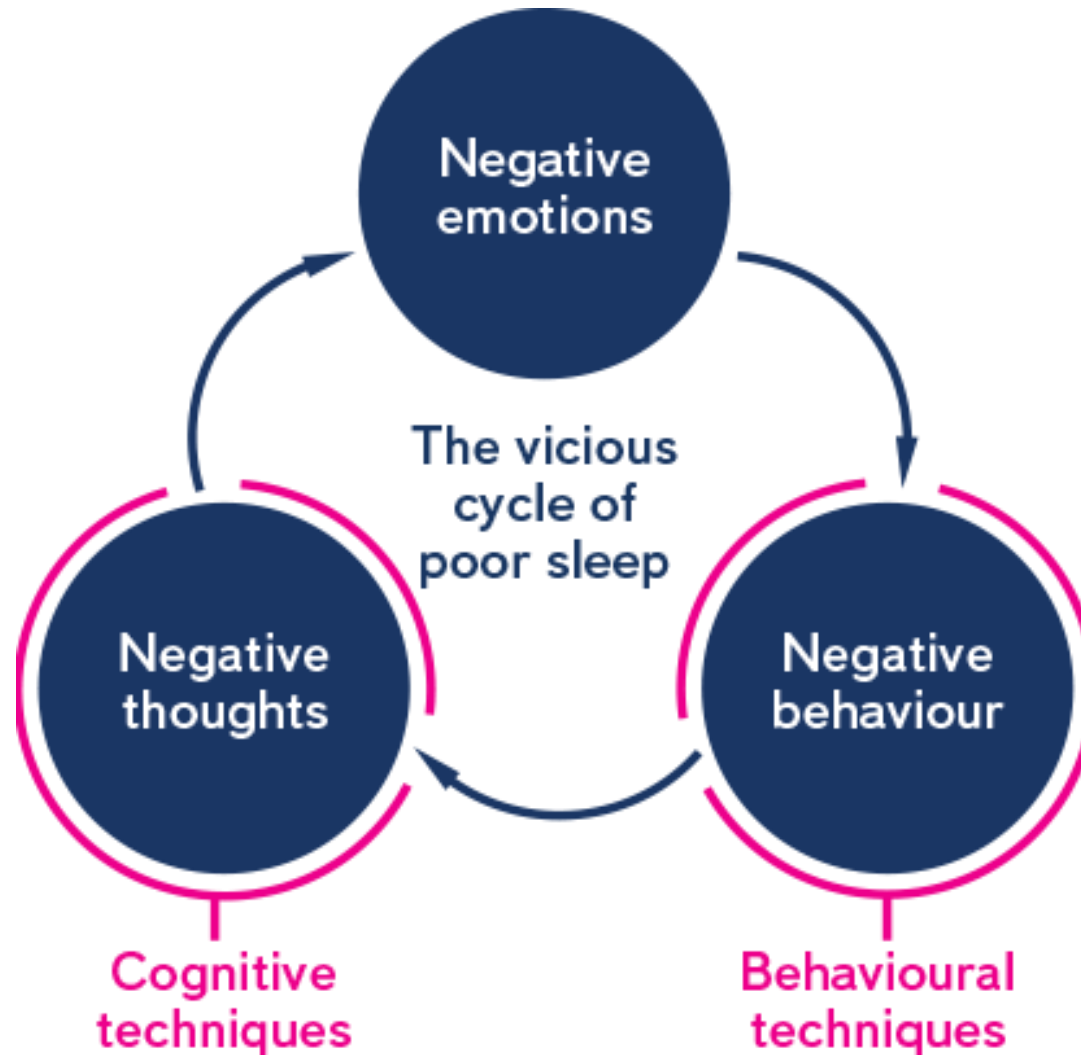 Negative
emotions
The vicious
cycle of
poor sleep
Negative
thoughts
Negative
behaviour
Cognitive
techniques
Behavioural
techniques